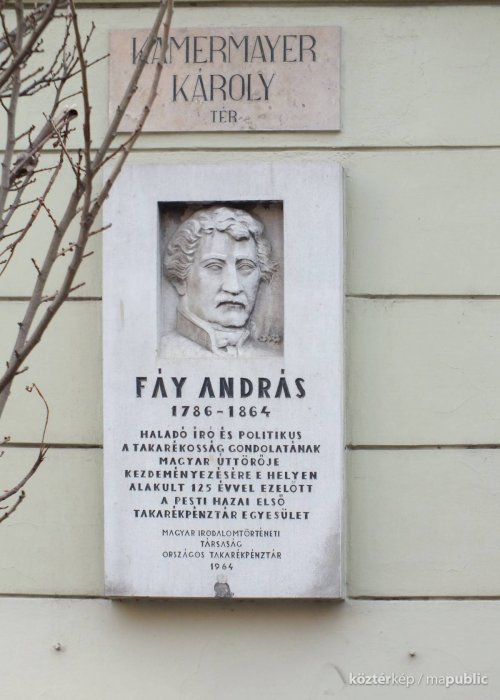 KAMERMAYER
KÁROLY
TÉR
FÁY ANDRÁS
1786-1864
HALADÓ ÍRÓ ÉS POLITIKUS
A TAKARÉKOSSÁG GONDOLATÁNAK
MAGYAR ÚTTÖRŐJE
KEZDEMÉNYEZÉSÉRE E HELYEN
ALAKULT 125 ÉVVEL EZELŐTT
A PESTI HAZAI ELSŐ
TAKARÉKPÉNZTÁR EGYESÜLET
MAGYAR IRODALOMTÖRTÉNETI
TÁRSASÁG
ORSZÁGOS TAKARÉKPÉNZTÁR
1964
köztérkép / mapublic